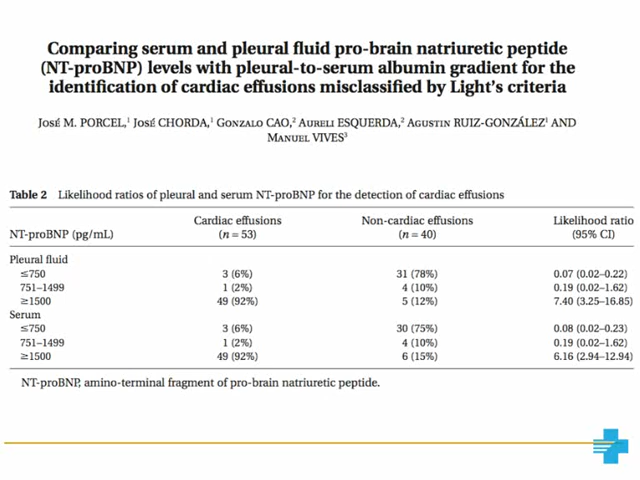 Comparing serum and pleural fluid pro-brain natriuretic peptide
(NT-proBNP) levels with pleural-to-serum albumin gradient for the
identification of cardiac effusions misclassified by Light's criteria
José M. Porcel,¹ José Chorda,¹ Gonzalo Cao,² Aureli Esquerda,² Agustin Ruiz-González¹ and
Manuel Vives³
Table 2 Likelihood ratios of pleural and serum NT-proBNP for the detection of cardiac effusions
Cardiac effusions Non-cardiac effusions Likelihood ratio
NT-proBNP (pg/mL) (n = 53) (n = 40) (95% CI)
Pleural fluid
≤750 3 (6%) 31 (78%) 0.07 (0.02–0.22)
751–1499 1 (2%) 4 (10%) 0.19 (0.02–1.62)
≥1500 49 (92%) 5 (12%) 7.40 (3.25–16.85)
Serum
≤750 3 (6%) 30 (75%) 0.08 (0.02–0.23)
751–1499 1 (2%) 4 (10%) 0.19 (0.02–1.62)
≥1500 49 (92%) 6 (15%) 6.16 (2.94–12.94)
NT-proBNP, amino-terminal fragment of pro-brain natriuretic peptide.